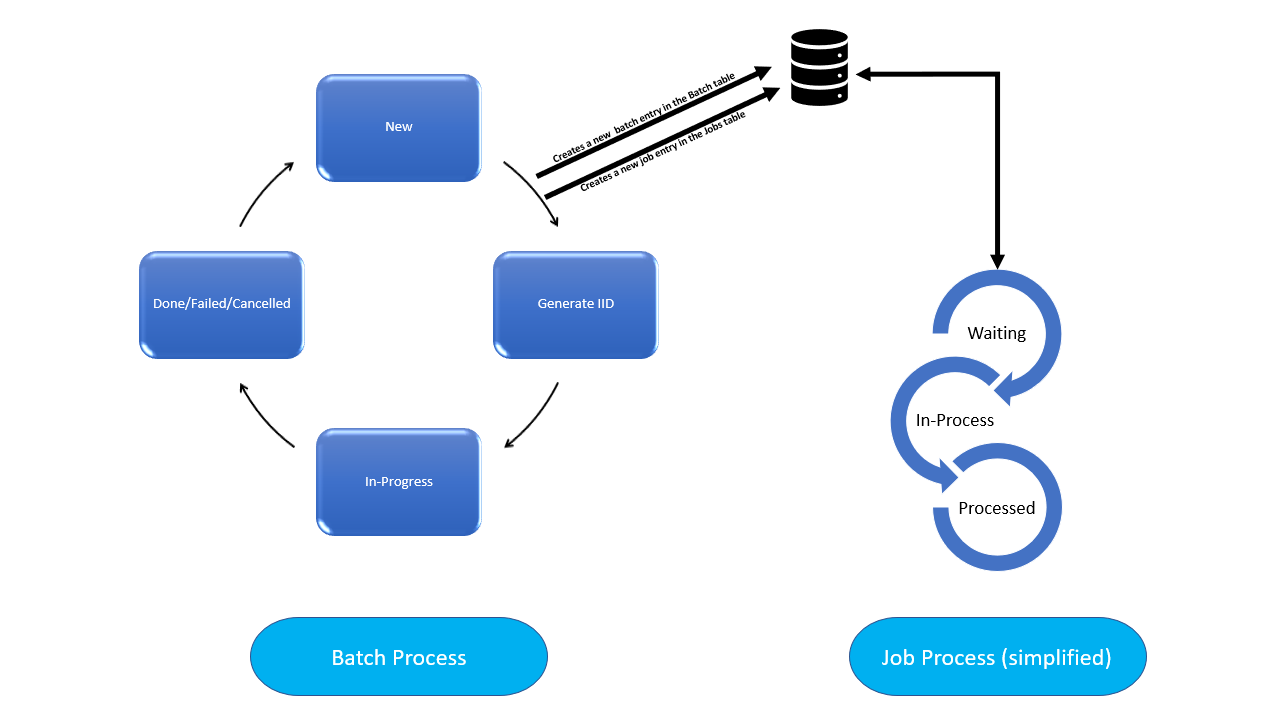 New
Creates a new  batch entry in the Batch table
Creates a new job entry in the Jobs table
Done/Failed/Cancelled
Generate IID
In-Progress
Waiting
In-Process
Processed
Batch Process
Job Process (simplified)